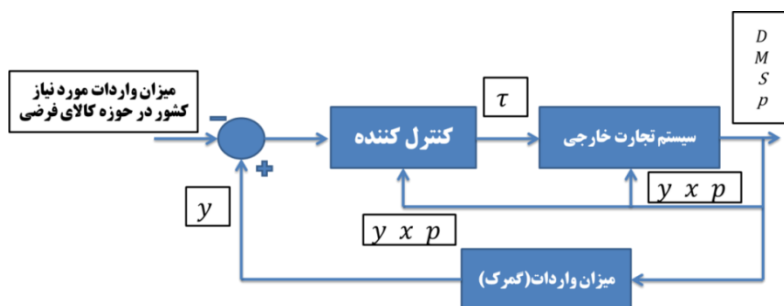 D
M
S
p
میزان واردات مورد نیاز
کشور در حوزه کالای فرضی
−
+
کنترل کننده
τ
سیستم تجارت خارجی
y x p
y x p
y
میزان واردات(گمرک)